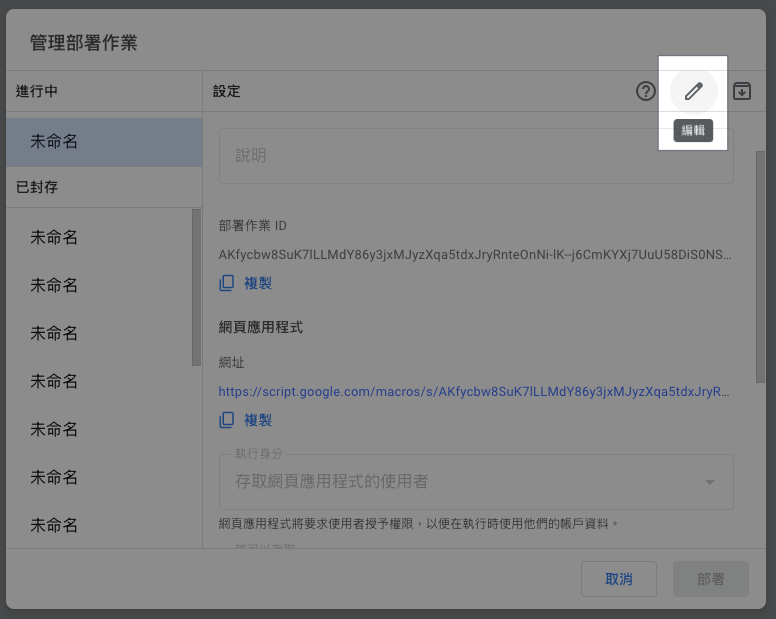 管理部署作業
進行中
設定
編輯
未命名
已封存
未命名
未命名
未命名
未命名
未命名
未命名
未命名
說明
部署作業 ID
AKfycbw8SuK7lLLMdY86y3jxMJyzXqa5tdxJryRnteOnNi-lK--j6CmKYXj7UuU58DiS0NS...
複製
網頁應用程式
網址
https://script.google.com/macros/s/AKfycbw8SuK7lLLMdY86y3jxMJyzXqa5tdxJryR...
複製
執行身分
存取網頁應用程式的使用者
網頁應用程式將要求使用者授予權限，以便在執行時使用他們的帳戶資料。
取消
部署